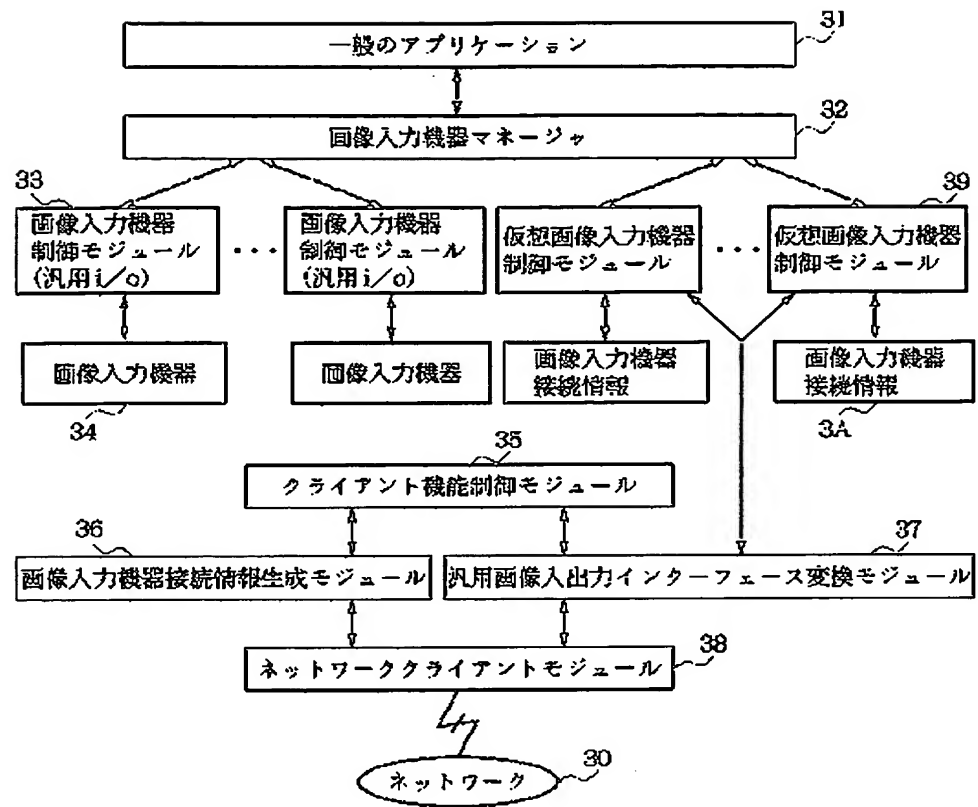 31
一般のアプリケーション
32
画像入力機器マネージャ
33
画像入力機器
制御モジュール
(汎用i/o)
・・・
画像入力機器
制御モジュール
(汎用i/o)
仮想画像入力機器
制御モジュール
・・・
39
仮想画像入力機器
制御モジュール
画像入力機器
34
画像入力機器
画像入力機器
接続情報
画像入力機器
接続情報
3A
35
クライアント機能制御モジュール
36
画像入力機器接続情報生成モジュール
37
汎用画像入出力インターフェース変換モジュール
ネットワーククライアントモジュール
38
ネットワーク
30